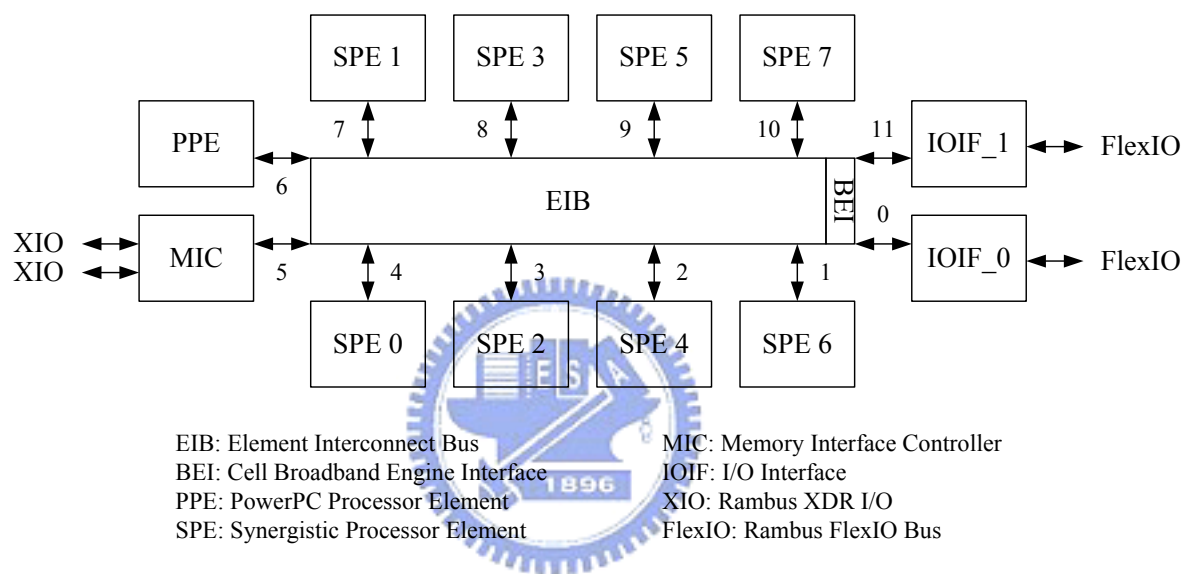 SPE 1 SPE 3 SPE 5 SPE 7
PPE 7 8 9 10 11 IOIF_1 FlexIO
6
EIB BEI
0
XIO MIC IOIF_0 FlexIO
XIO
5 4 3 2 1
SPE 0 SPE 2 SPE 4 SPE 6
ES A
EIB: Element Interconnect Bus MIC: Memory Interface Controller
BEI: Cell Broadband Engine Interface IOIF: I/O Interface
1896
PPE: PowerPC Processor Element XIO: Rambus XDR I/O
SPE: Synergistic Processor Element FlexIO: Rambus FlexIO Bus